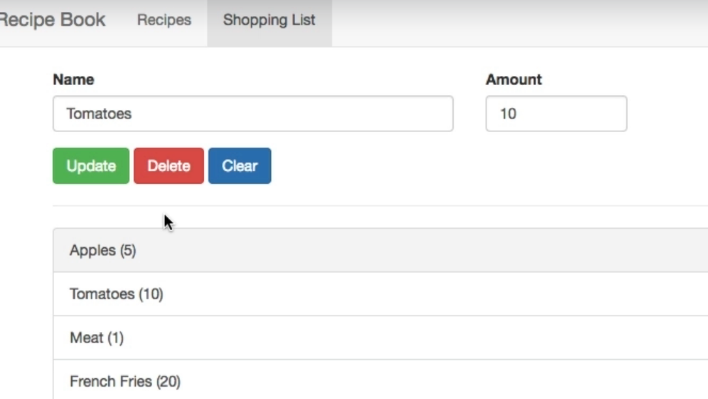 Recipe Book Recipes Shopping List
Name Amount
Tomatoes 10
Update Delete Clear
Apples (5)
Tomatoes (10)
Meat (1)
French Fries (20)